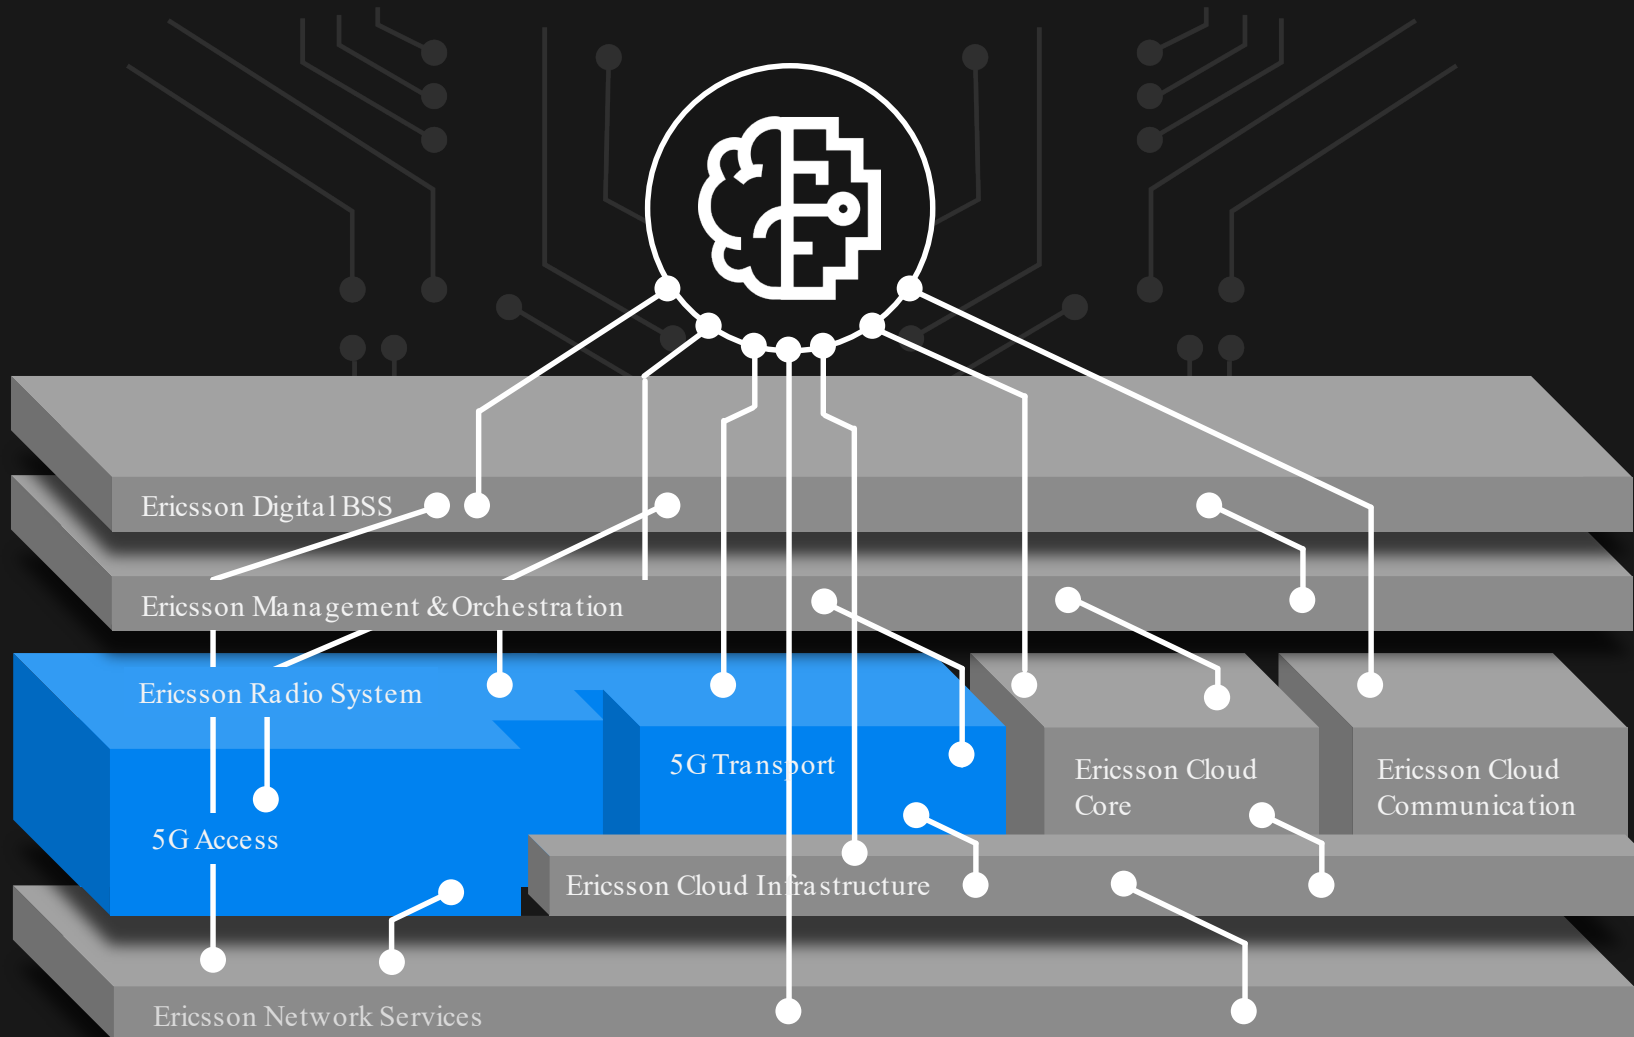 Ericsson Digital BSS
Ericsson Management & Orchestration
Ericsson Radio System
5G Transport
Ericsson Cloud
Core
Ericsson Cloud
Communication
5G Access
Ericsson Cloud Infrastructure
Ericsson Network Services